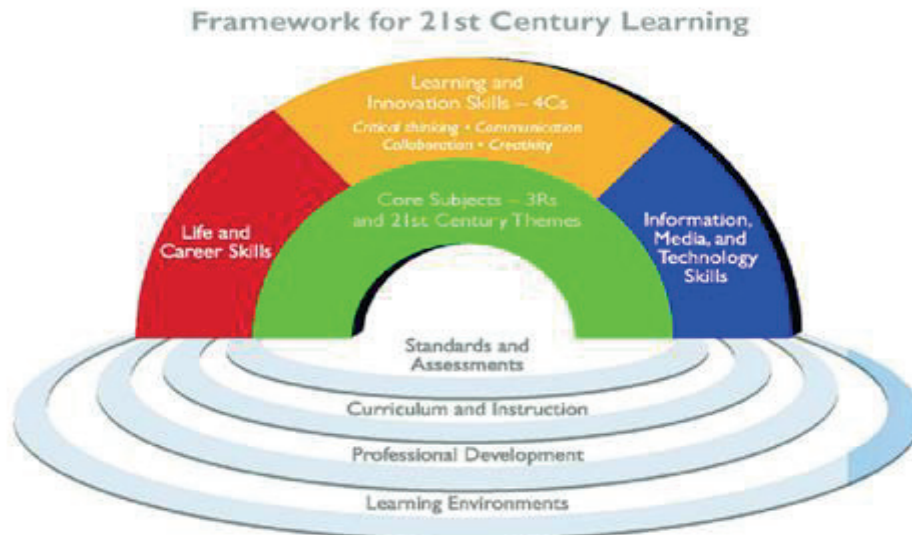 Framework for 21st Century Learning
Learning and
Innovation Skills – 4Cs
Critical thinking • Communication
Collaboration • Creativity
Core Subjects – 3Rs
and 21st Century Themes
Life and
Career Skills
Information,
Media, and
Technology
Skills
Standards and
Assessments
Curriculum and Instruction
Professional Development
Learning Environments